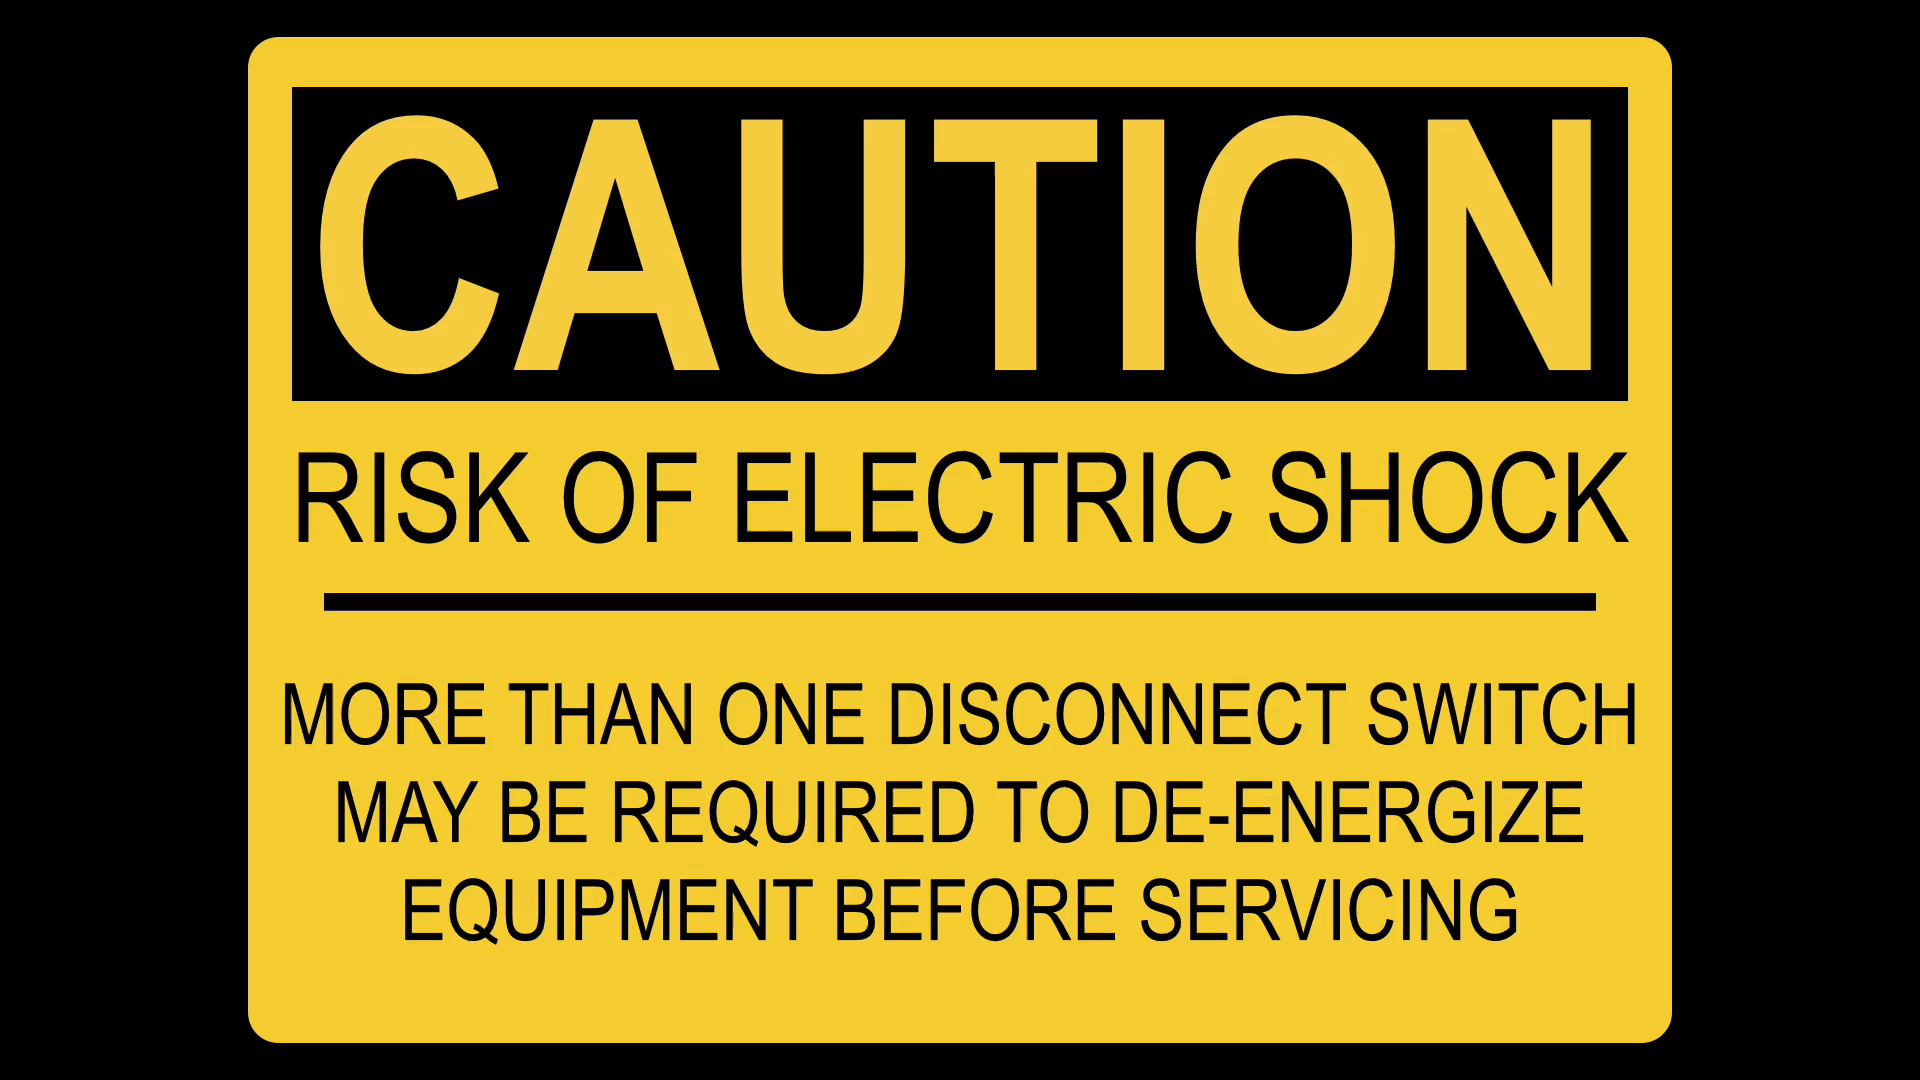 CAUTION
RISK OF ELECTRIC SHOCK
MORE THAN ONE DISCONNECT SWITCH
MAY BE REQUIRED TO DE-ENERGIZE
EQUIPMENT BEFORE SERVICING